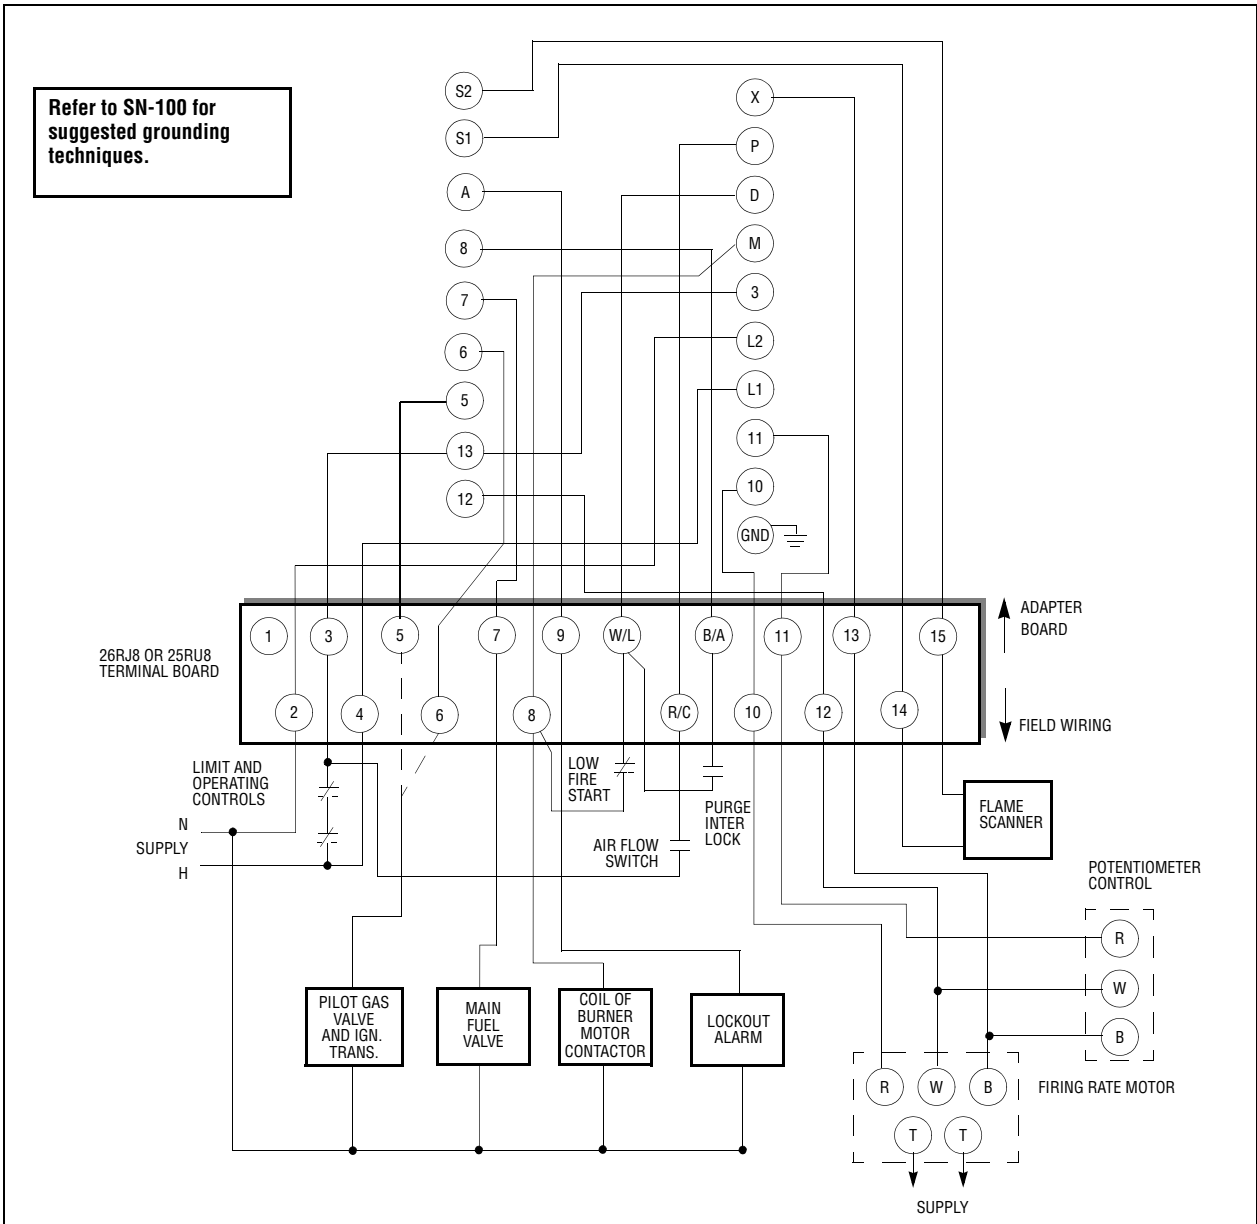 Refer to SN-100 for
suggested grounding
techniques.
S2
S1
A
8
7
6
5
13
12
X
P
D
M
3
L2
L1
11
10
GND
26RJ8 OR 25RU8
TERMINAL BOARD
1
3
5
7
9
W/L
B/A
11
13
15
2
4
6
8
R/C
10
12
14
ADAPTER
BOARD
FIELD WIRING
LIMIT AND
OPERATING
CONTROLS
N
SUPPLY
H
LOW
FIRE
START
PURGE
INTER
LOCK
AIR FLOW
SWITCH
FLAME
SCANNER
POTENTIOMETER
CONTROL
R
W
B
PILOT GAS
VALVE
AND IGN.
TRANS.
MAIN
FUEL
VALVE
COIL OF
BURNER
MOTOR
CONTACTOR
LOCKOUT
ALARM
R
W
B
FIRING RATE MOTOR
T
T
SUPPLY